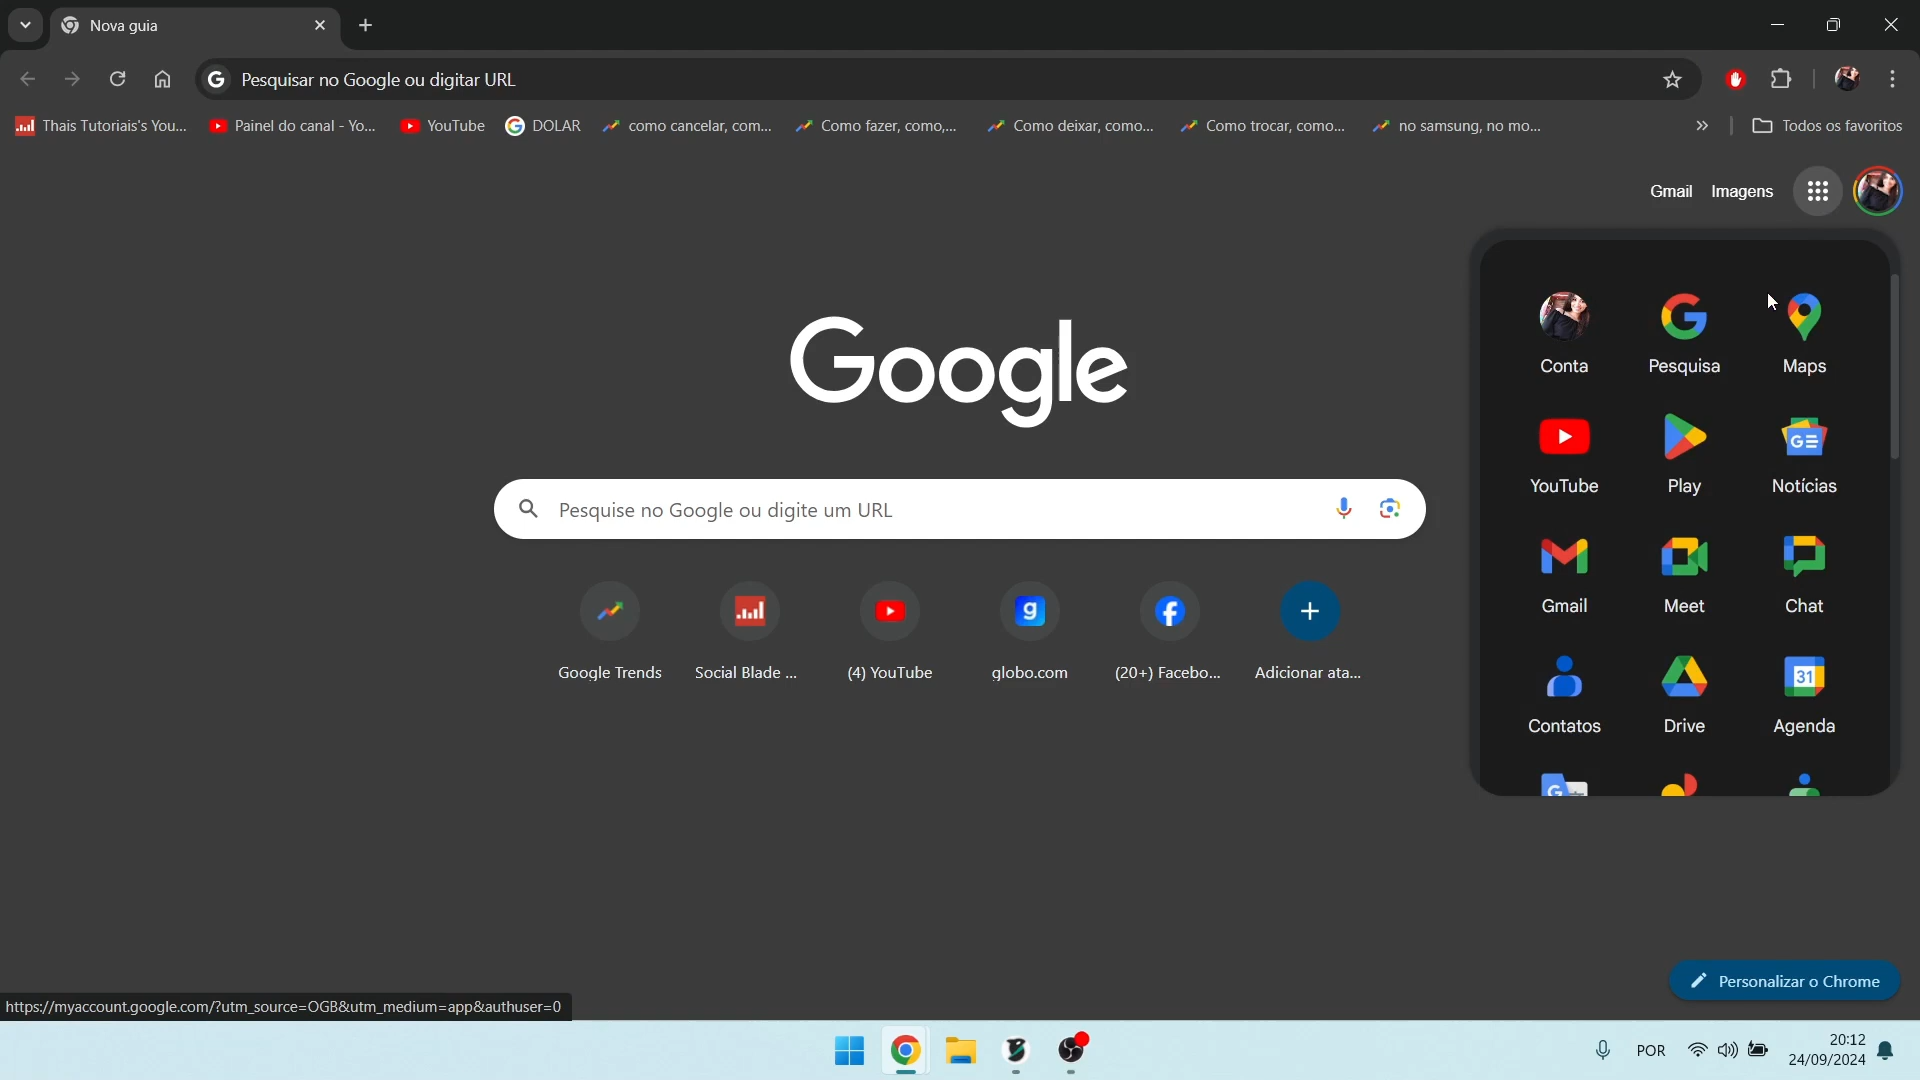 Nova guia
Pesquisar no Google ou digitar URL
Thais Tutoriais's You...
Painel do canal - Yo...
YouTube
DOLAR
como cancelar, com...
Como fazer, como,...
Como deixar, como...
Como trocar, como...
no samsung, no mo...
Todos os favoritos
Gmail
Imagens
Conta
Pesquisa
Maps
Google
YouTube
Play
Notícias
Pesquise no Google ou digite um URL
Gmail
Meet
Chat
Google Trends
Social Blade ...
(4) YouTube
globo.com
(20+) Facebo...
Adicionar ata...
31
Contatos
Drive
Agenda
Personalizar o Chrome
https://myaccount.google.com/?utm_source=OGB&utm_medium=app&authuser=0
POR
20:12
24/09/2024